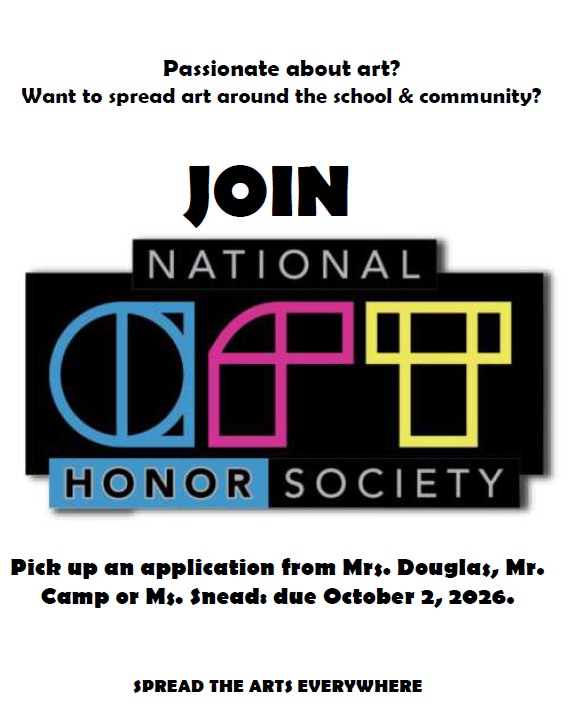 Passionate about art?
Want to spread art around the school & community?
JOIN
NATIONAL
art
HONOR SOCIETY
Pick up an application from Mrs. Douglas, Mr.
Camp or Ms. Snead: due October 2, 2026.
SPREAD THE ARTS EVERYWHERE